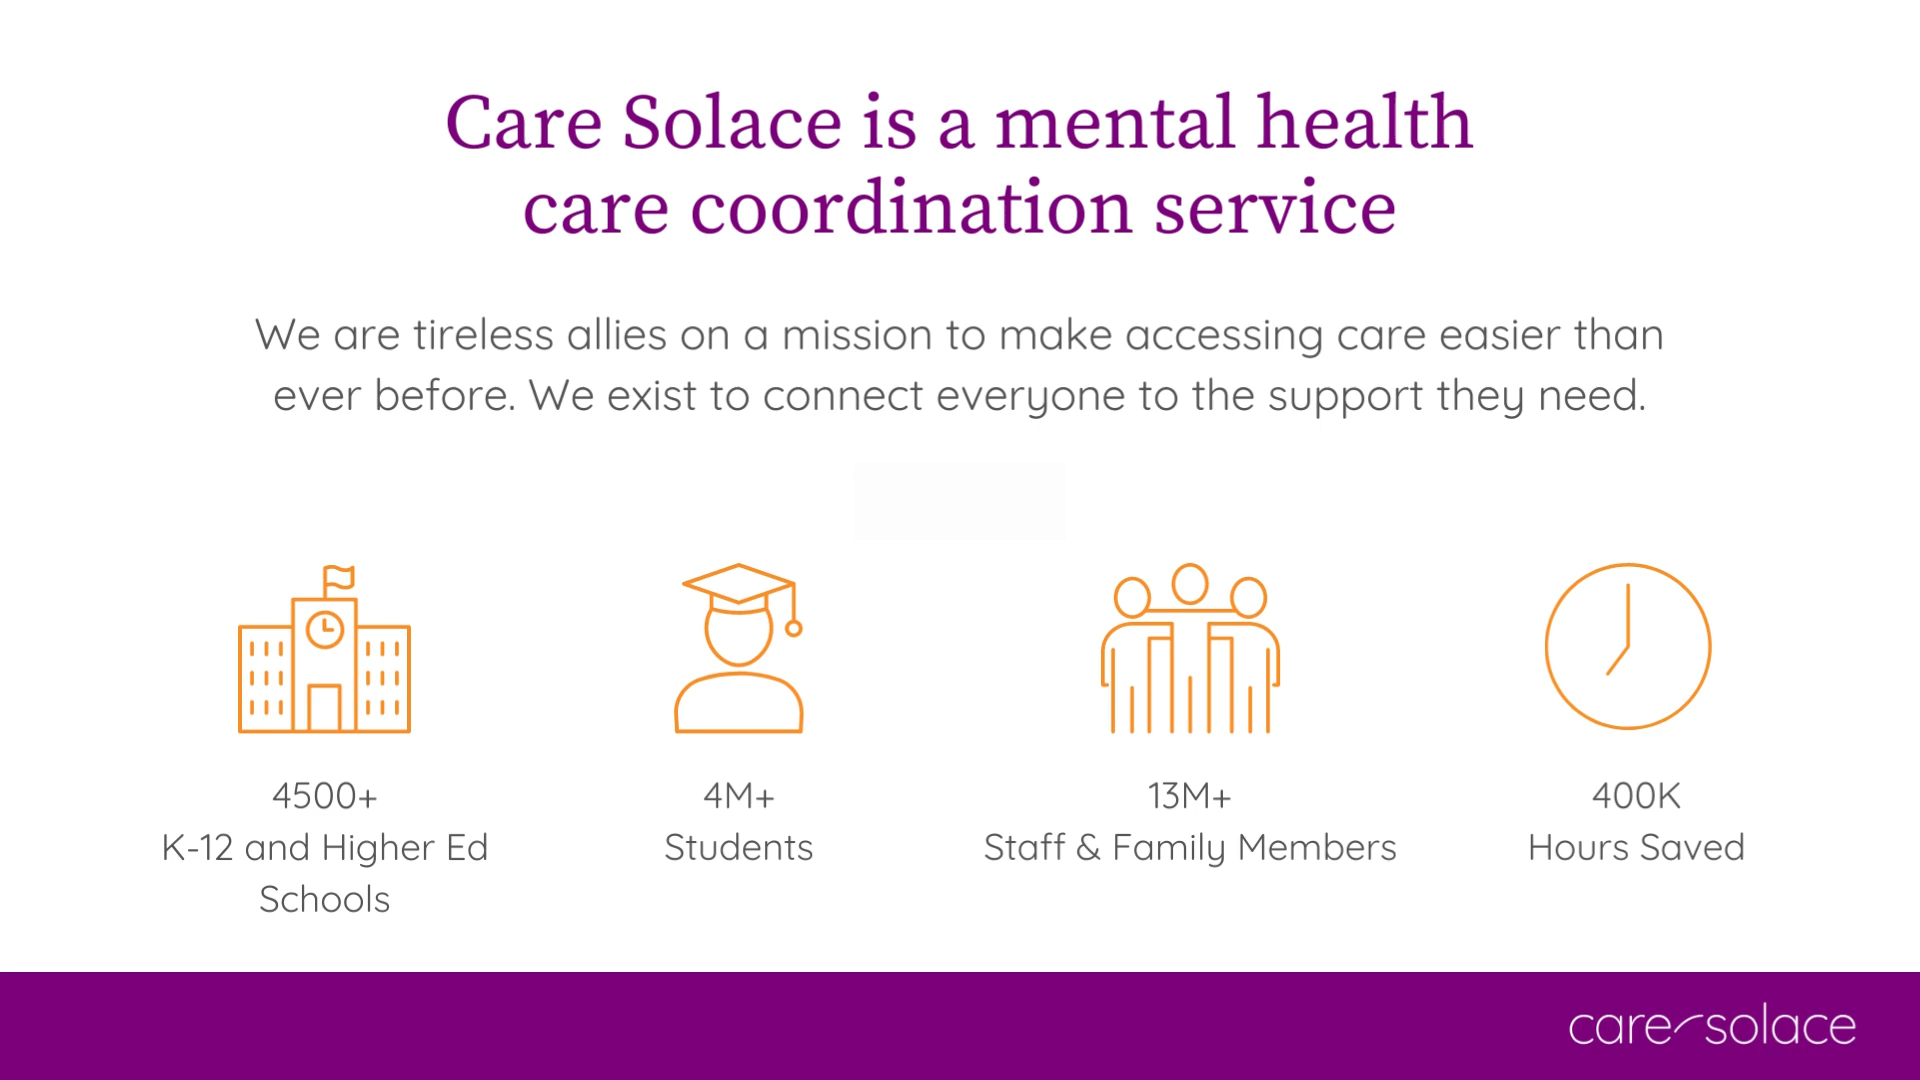 Care Solace is a mental health
care coordination service
We are tireless allies on a mission to make accessing care easier than
ever before. We exist to connect everyone to the support they need.
4500+
K-12 and Higher Ed
Schools
4M+
Students
13M+
Staff & Family Members
400K
Hours Saved
care solace